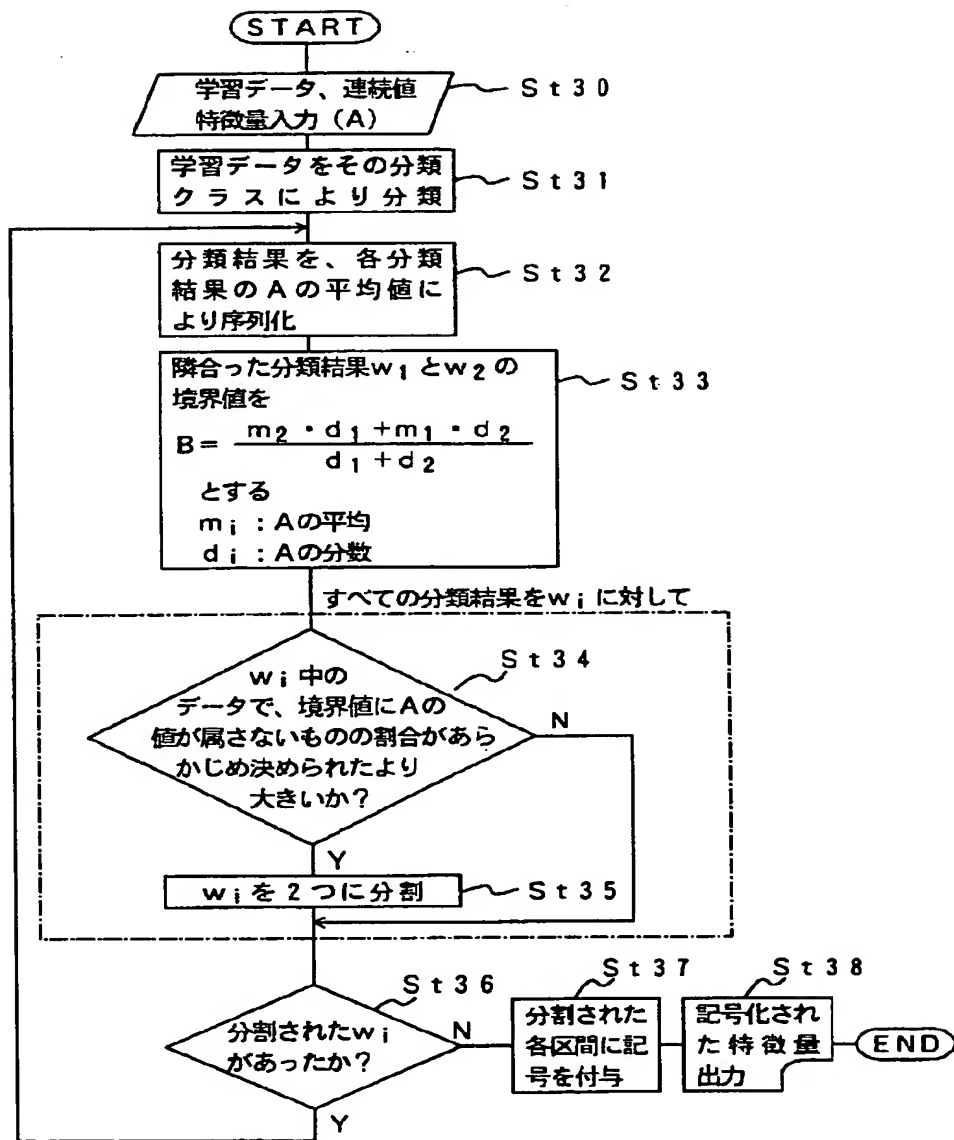 START
学習データ、連続値
特徴量入力(A)
St30
学習データをその分類
クラスにより分類
St31
分類結果を、各分類
結果のAの平均値に
より序列化
St32
隣合った分類結果w1とw2の
境界値を
B= m2・d1+m1・d2
d1+d2
とする
mi:Aの平均
di:Aの分数
St33
すべての分類結果をwiに対して
wi中の
データで、境界値にAの
値が属さないものの割合があら
かじめ決められたより
大きいか?
St34
N
Y
wiを2つに分割
St35
分割されたwi
があったか?
St36
N
Y
分割された
各区間に記
号を付与
St37
記号化され
た特徴量
出力
St38
END